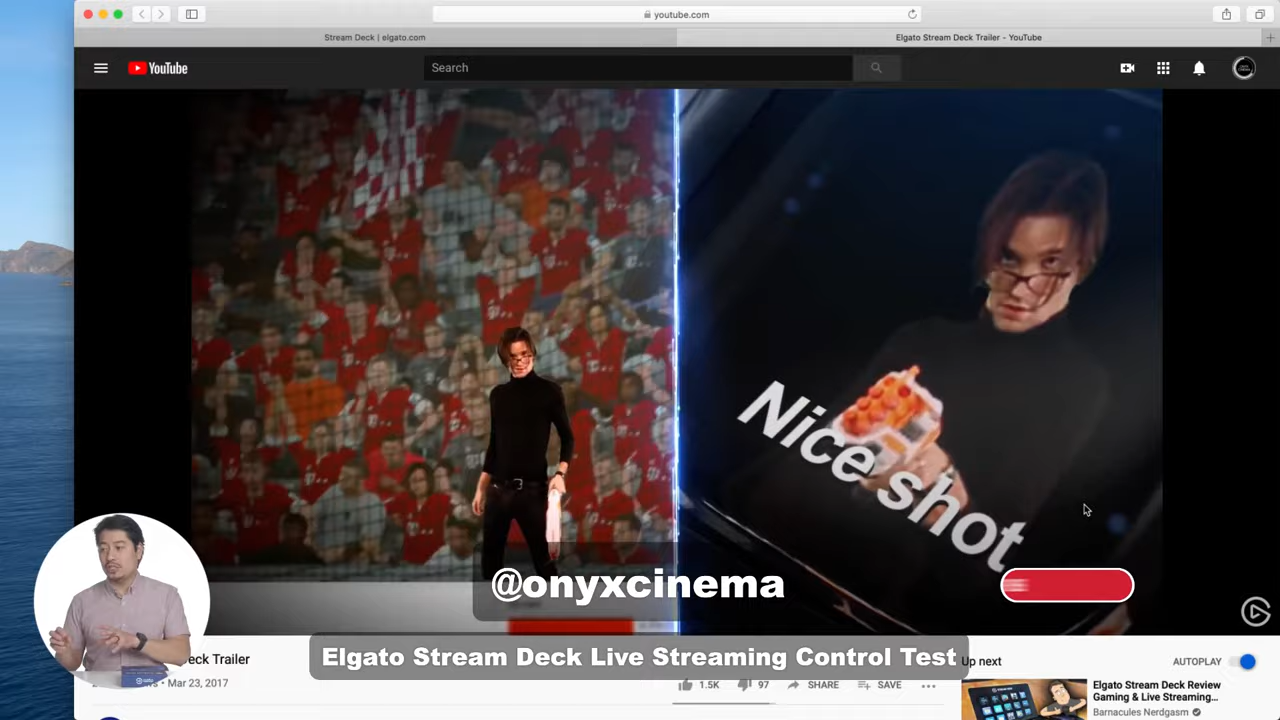 youtube.com
Stream Deck | elgato.com
Elgato Stream Deck Trailer - YouTube
YouTube
Search
Nice shot
@onyxcinema
Elgato Stream Deck Live Streaming Control Test
eck Trailer
Mar 23, 2017
1.5K
97
SHARE
SAVE
Up next
AUTOPLAY
Elgato Stream Deck Review
Gaming & Live Streaming...
Barnacules Nerdgasm